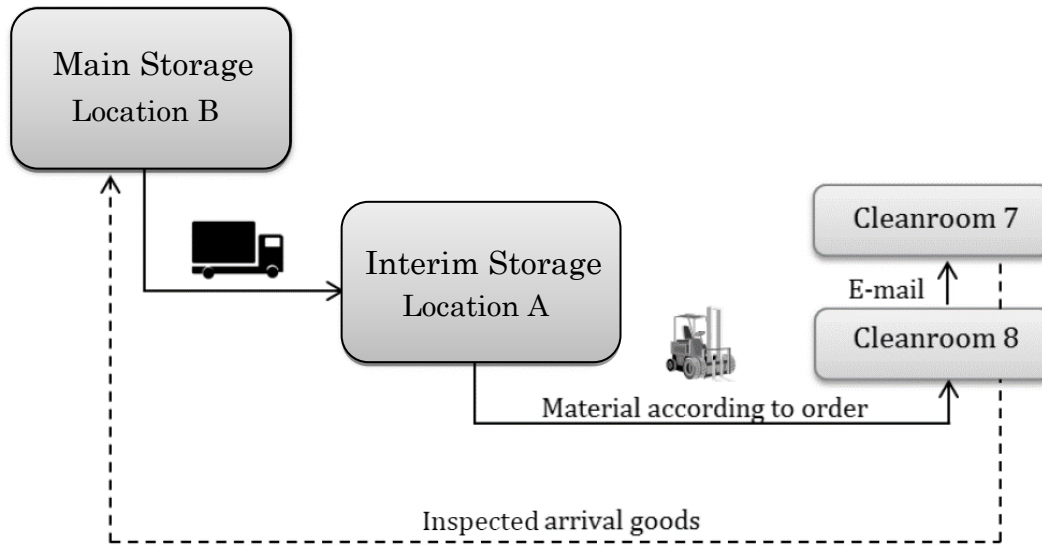 Main Storage
Location B
Interim Storage
Location A
Cleanroom 7
E-mail
Cleanroom 8
Material according to order
Inspected arrival goods